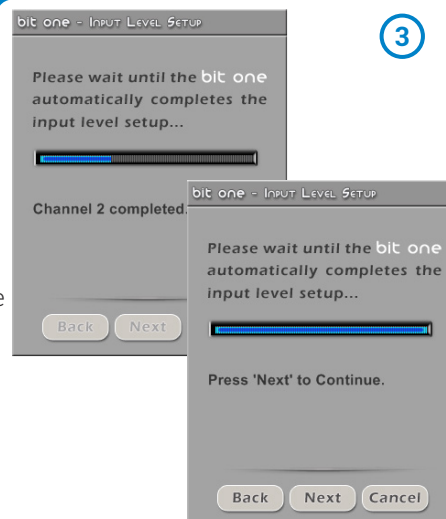 bit one - Input Level Setup
3
Please wait until the bit one
automatically completes the
input level setup...
Channel 2 completed.
e
Back Next
bit one - Input Level Setup
Please wait until the bit one
automatically completes the
input level setup...
Press 'Next' to Continue.
Back Next Cancel